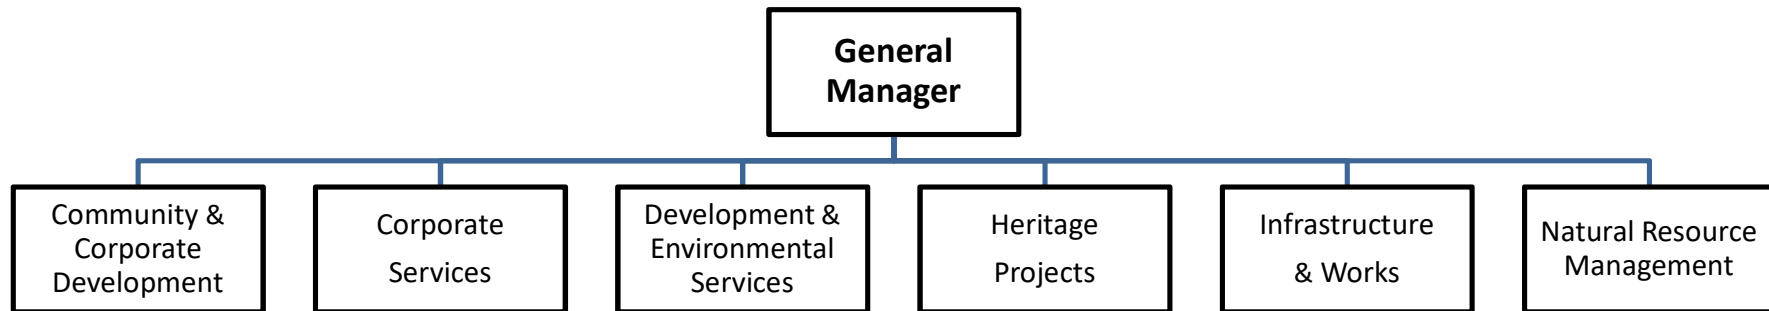 General
Manager
Community &
Corporate
Development
Corporate
Services
Development &
Environmental
Services
Heritage
Projects
Infrastructure
& Works
Natural Resource
Management